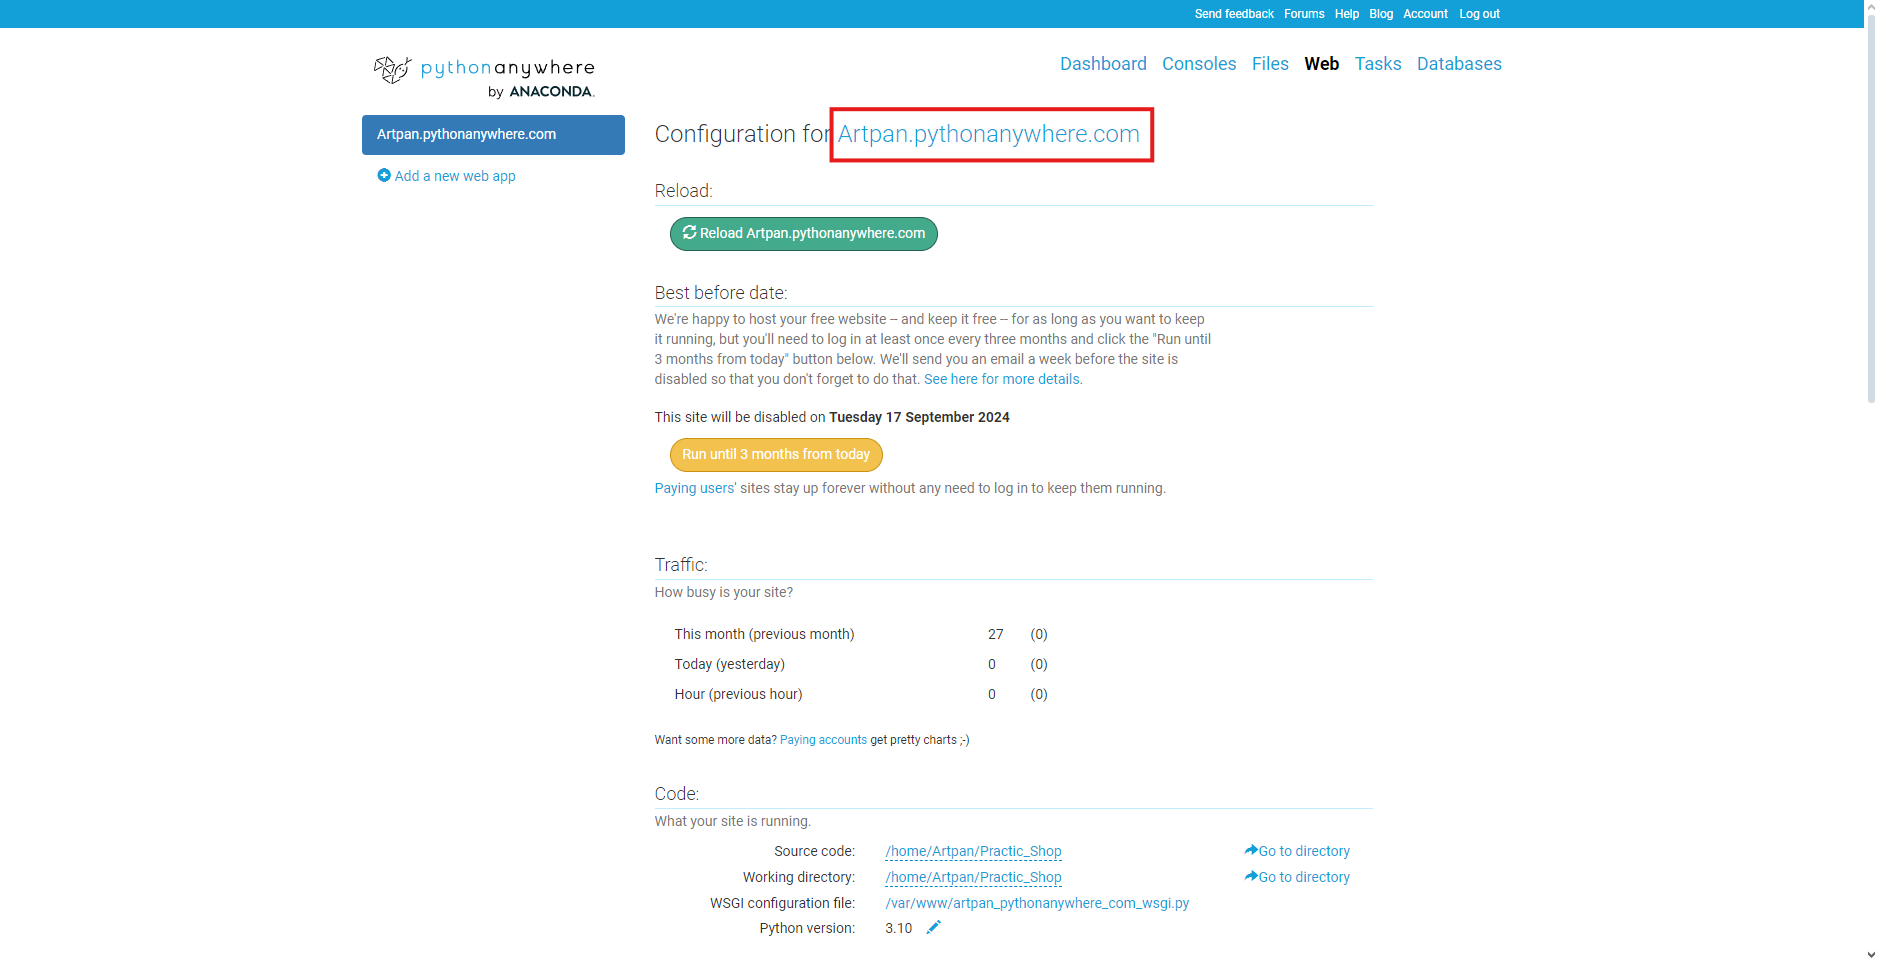 Send feedback Forums Help Blog Account Log out
pythonanywhere
by ANACONDA.
Dashboard Consoles Files Web Tasks Databases
Artpan.pythonanywhere.com
Add a new web app
Configuration for Artpan.pythonanywhere.com
Reload:
Reload Artpan.pythonanywhere.com
Best before date:
We're happy to host your free website -- and keep it free -- for as long as you want to keep
it running, but you'll need to log in at least once every three months and click the "Run until
3 months from today" button below. We'll send you an email a week before the site is
disabled so that you don't forget to do that. See here for more details.
This site will be disabled on Tuesday 17 September 2024
Run until 3 months from today
Paying users' sites stay up forever without any need to log in to keep them running.
Traffic:
How busy is your site?
This month (previous month) 27 (0)
Today (yesterday) 0 (0)
Hour (previous hour) 0 (0)
Want some more data? Paying accounts get pretty charts ;-)
Code:
What your site is running.
Source code: /home/Artpan/Practic_Shop Go to directory
Working directory: /home/Artpan/Practic_Shop Go to directory
WSGI configuration file: /var/www/artpan_pythonanywhere_com_wsgi.py
Python version: 3.10